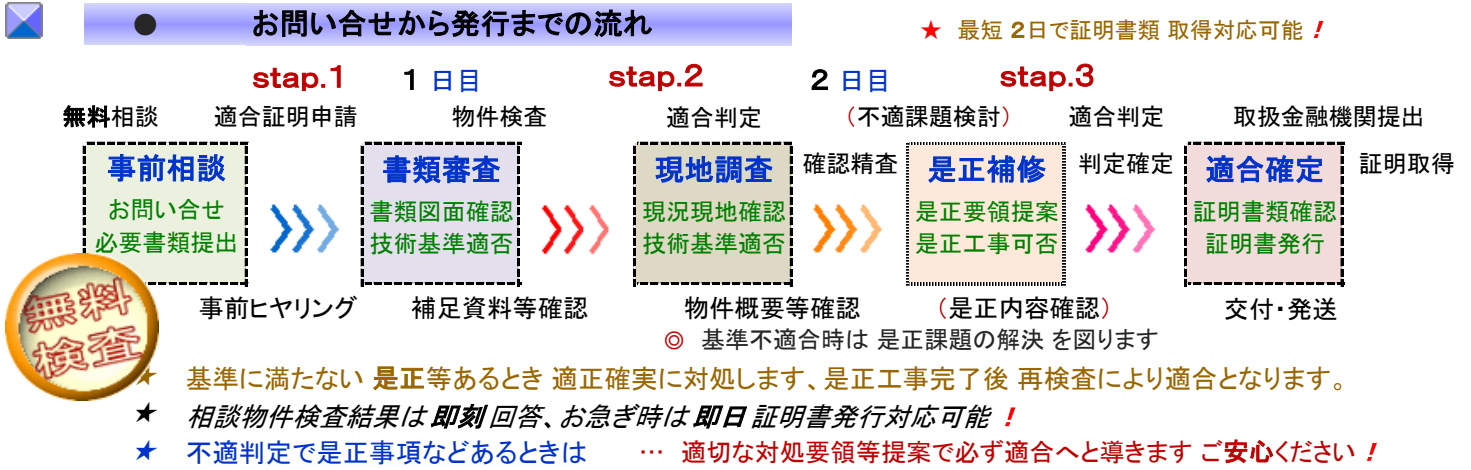 ● お問い合せから発行までの流れ
★ 最短 2日で証明書類 取得対応可能 !
stap.1 1 日目 stap.2 2 日目 stap.3
無料相談 適合証明申請 物件検査 適合判定 (不適課題検討) 適合判定 取扱金融機関提出
事前相談 書類審査 現地調査 確認精査 是正補修 判定確定 適合確定 証明取得
お問い合せ 書類図面確認 現況現地確認 是正要領提案 証明書類確認
必要書類提出 技術基準適否 技術基準適否 是正工事可否 証明書発行
無料
検査
事前ヒヤリング 補足資料等確認 物件概要等確認 (是正内容確認) 交付・発送
◎ 基準不適合時は 是正課題の解決 を図ります
★ 基準に満たない 是正等あるとき 適正確実に対処します、是正工事完了後 再検査により適合となります。
★ 相談物件検査結果は 即刻 回答、お急ぎ時は 即日 証明書発行対応可能 !
★ 不適判定で是正事項などあるときは … 適切な対処要領等提案で必ず適合へと導きます ご安心ください !